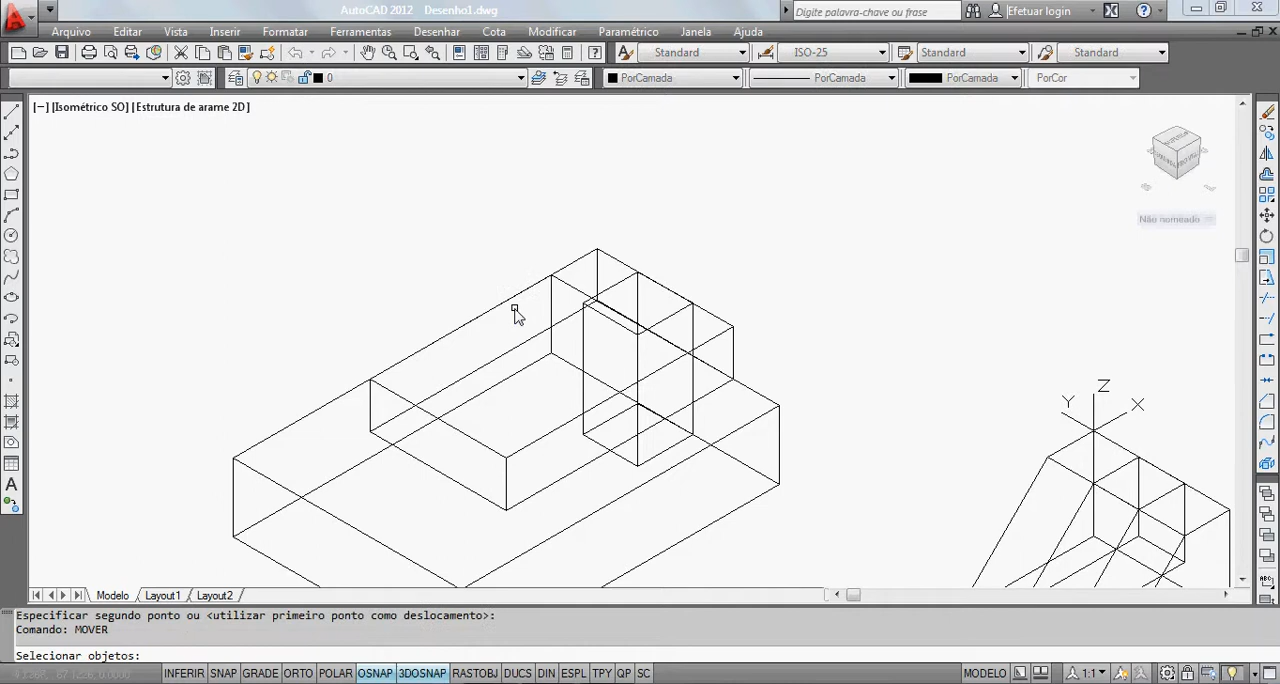 AutoCAD 2012 Desenho1.dwg
Digite palavra-chave ou frase
Efetuar login
Arquivo Editar Vista Inserir Formatar Ferramentas Desenhar Cota Modificar Paramétrico Janela Ajuda
Standard ISO-25 Standard Standard
0 PorCamada PorCamada PorCamada PorCor
[−] [Isométrico SO] [Estrutura de arame 2D]
Não nomeado
Z
Y X
Modelo Layout1 Layout2
Especificar segundo ponto ou <utilizar primeiro ponto como deslocamento>:
Comando: MOVER
Selecionar objetos:
INFERIR SNAP GRADE ORTO POLAR OSNAP 3DOSNAP RASTOBJ DUCS DIN ESPL TPY QP SC MODELO 1:1